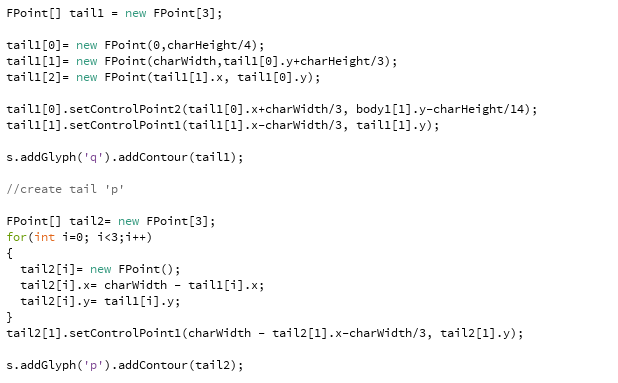 FPoint[] tail1 = new FPoint[3];
tail1[0]= new FPoint(0,charHeight/4);
tail1[1]= new FPoint(charWidth,tail1[0].y+charHeight/3);
tail1[2]= new FPoint(tail1[1].x, tail1[0].y);
tail1[0].setControlPoint2(tail1[0].x+charWidth/3, body1[1].y-charHeight/14);
tail1[1].setControlPoint1(tail1[1].x-charWidth/3, tail1[1].y);
s.addGlyph('q').addContour(tail1);
//create tail 'p'
FPoint[] tail2= new FPoint[3];
for(int i=0; i<3;i++)
{
  tail2[i]= new FPoint();
  tail2[i].x= charWidth - tail1[i].x;
  tail2[i].y= tail1[i].y;
}
tail2[1].setControlPoint1(charWidth - tail2[1].x-charWidth/3, tail2[1].y);
s.addGlyph('p').addContour(tail2);